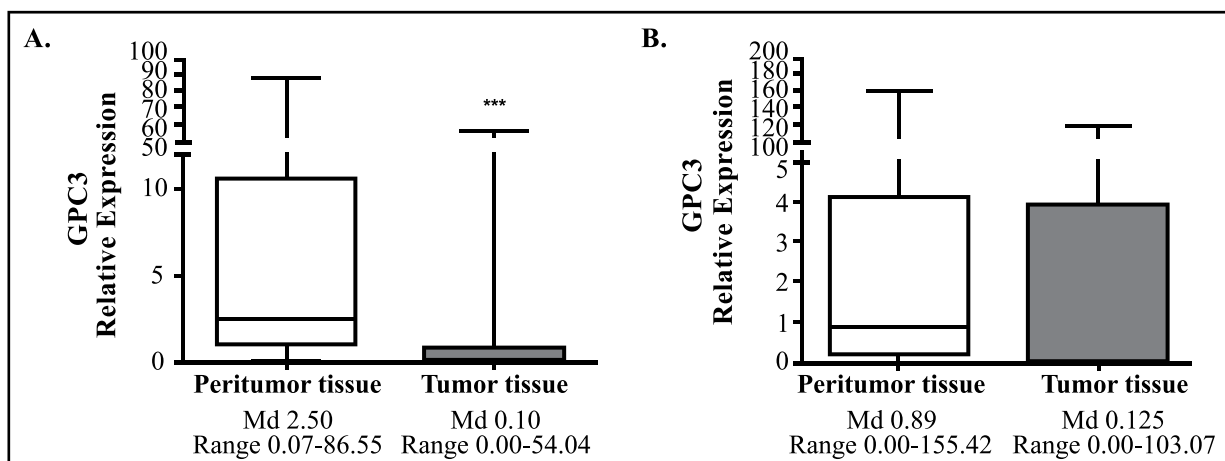 A.
GPC3
Relative Expression
100
90
80
70
60
50
10
5
0
***
Peritumor tissue
Tumor tissue
Md 2.50
Md 0.10
Range 0.07-86.55
Range 0.00-54.04
B.
GPC3
Relative Expression
200
180
160
140
120
100
5
4
3
2
1
0
Peritumor tissue
Tumor tissue
Md 0.89
Md 0.125
Range 0.00-155.42
Range 0.00-103.07